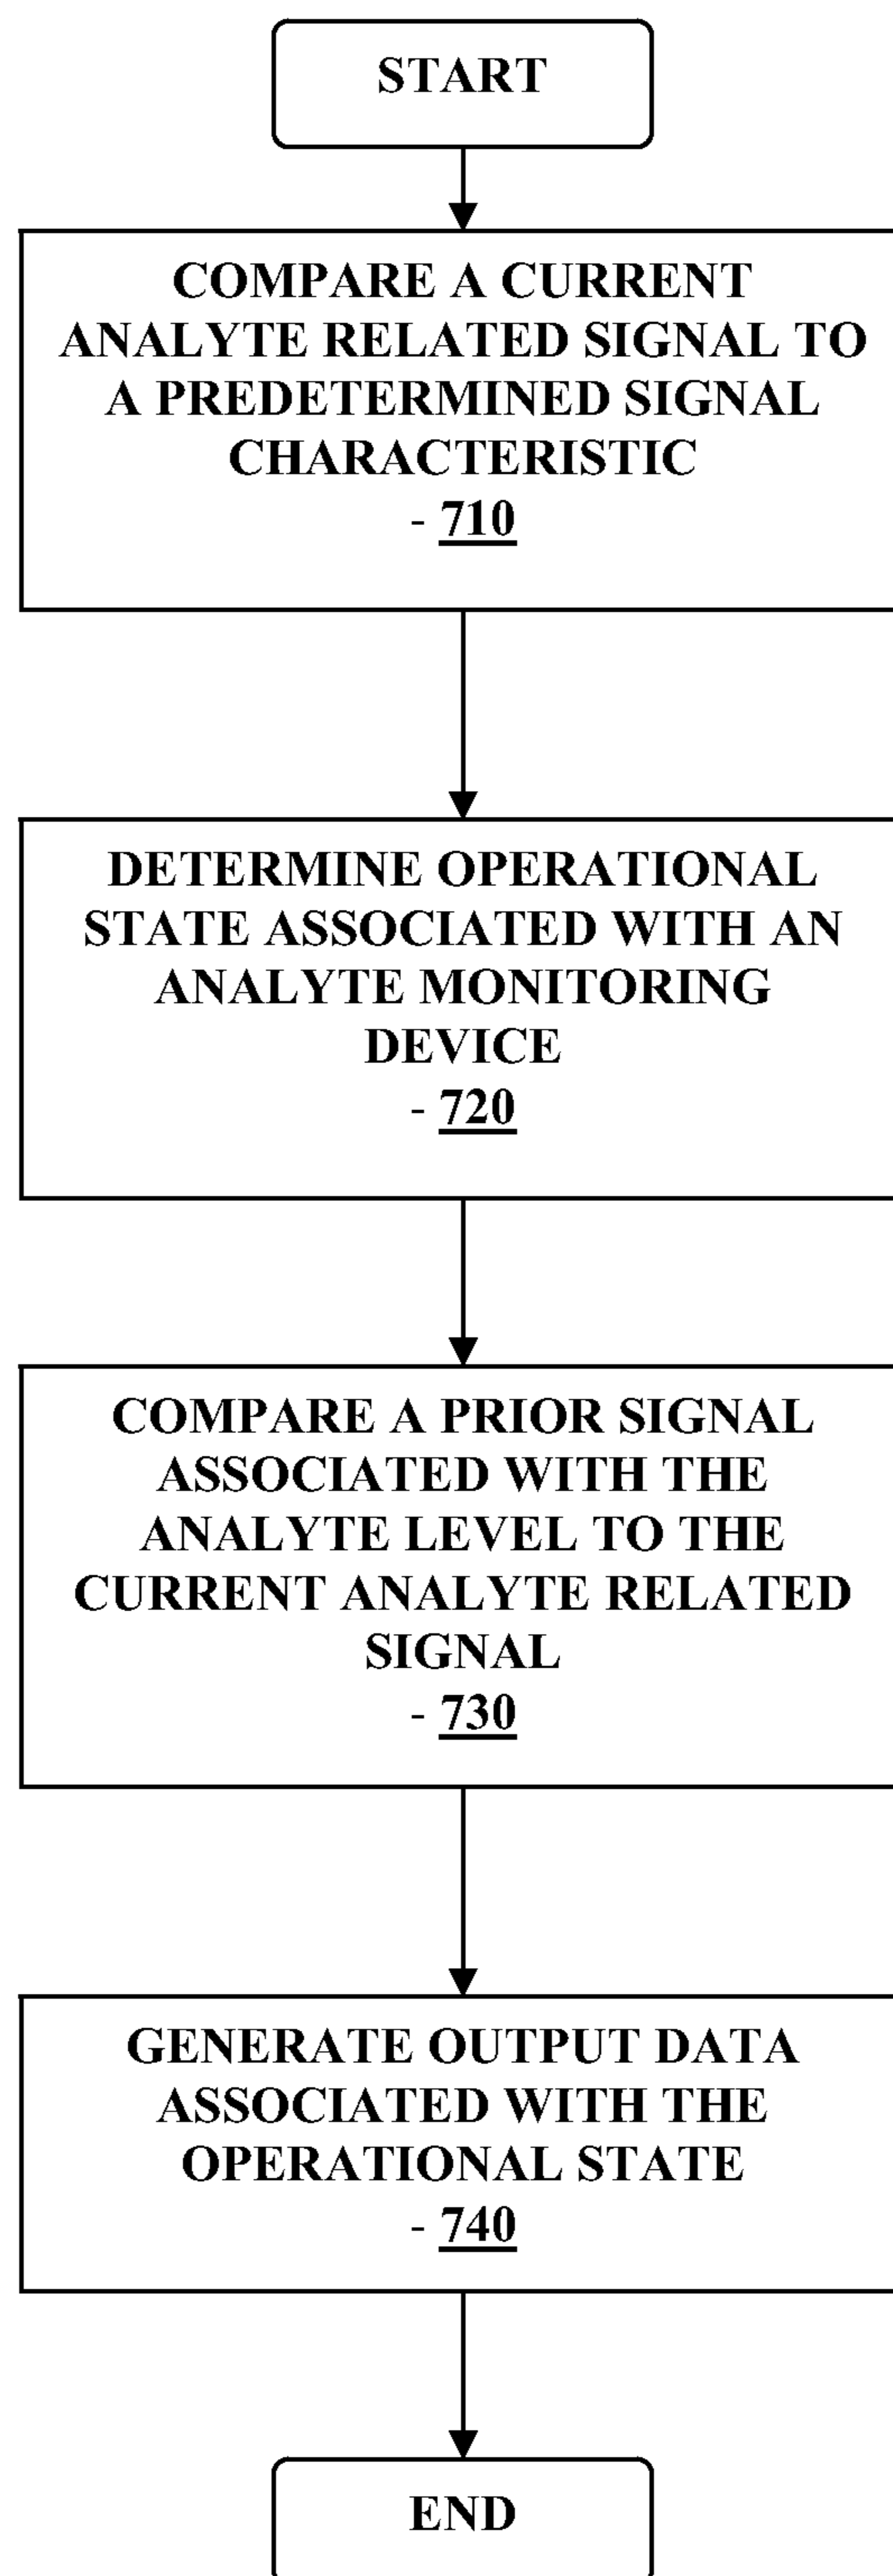 START
COMPARE A CURRENT
ANALYTE RELATED SIGNAL TO
A PREDETERMINED SIGNAL
CHARACTERISTIC
- 710
DETERMINE OPERATIONAL
STATE ASSOCIATED WITH AN
ANALYTE MONITORING
DEVICE
- 720
COMPARE A PRIOR SIGNAL
ASSOCIATED WITH THE
ANALYTE LEVEL TO THE
CURRENT ANALYTE RELATED
SIGNAL
- 730
GENERATE OUTPUT DATA
ASSOCIATED WITH THE
OPERATIONAL STATE
- 740
END